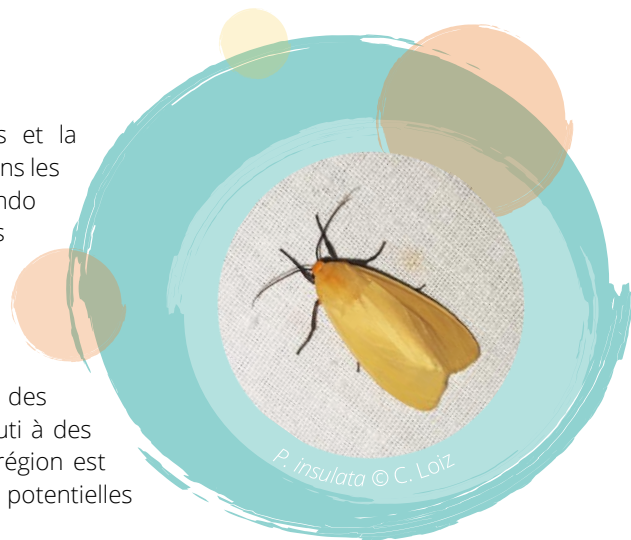 s et la
ns les
ndo
s
des
uti à des
région est
potentielles
P. insulata © C. Loiz